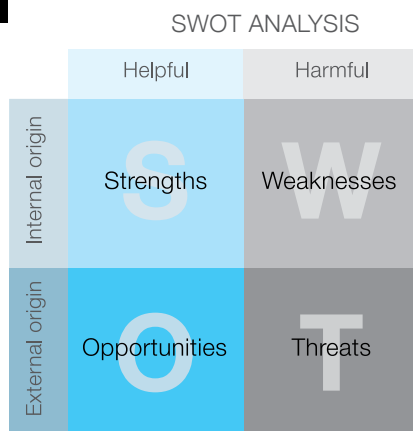 SWOT ANALYSIS
Helpful
Harmful
Internal origin
S
Strengths
W
Weaknesses
External origin
O
Opportunities
T
Threats